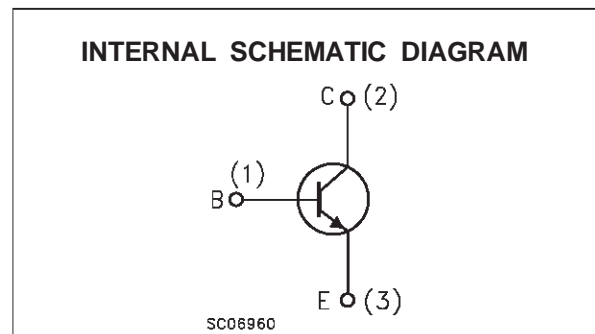 INTERNAL SCHEMATIC DIAGRAM
C (2)
(1)
B
E (3)
SC06960